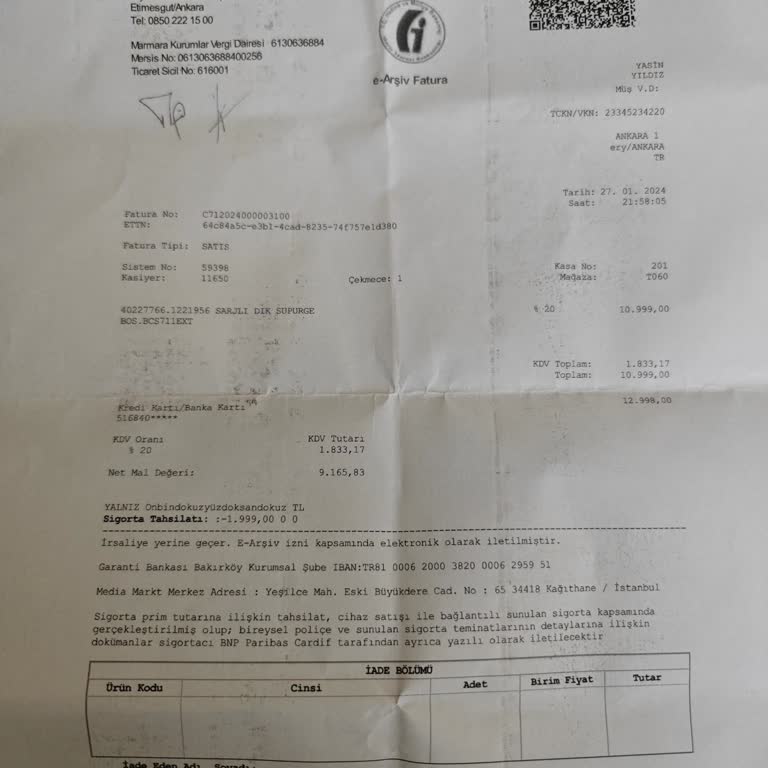 Etimesgut/Ankara
Tel: 0850 222 15 00
Marmara Kurumlar Vergi Dairesi 6130636884
Mersis No: 0613063688400256
Ticaret Sicil No: 616001
e-Arşiv Fatura
YASİN
YILDIZ
Müş V.D:
TCKN/VKN: 23345234220
ANKARA 1
ery/ANKARA
TR
Tarih: 27. 01. 2024
Saat: 21:58:05
Fatura No: C712024000003100
ETTN: 64c84a5c-e3b1-4cad-8235-74f757e1d380
Fatura Tipi: SATIS
Sistem No: 59398 Kasa No: 201
Kasiyer: 11650 Çekmece: 1 Mağaza: T060
40227766.1221956 SARJLI DIK SUPURGE % 20 10.999,00
BOS.BCS711EXT
KDV Toplam: 1.833,17
Toplam: 10.999,00
Kredi Kartı/Banka Kartı 12.998,00
516840*****
KDV Oranı KDV Tutarı
% 20 1.833,17
Net Mal Değeri: 9.165,83
YALNIZ Onbindokuzyüzdoksandokuz TL
Sigorta Tahsilatı: :-1.999,00 0 0
İrsaliye yerine geçer. E-Arşiv izni kapsamında elektronik olarak iletilmiştir.
Garanti Bankası Bakırköy Kurumsal Şube IBAN:TR81 0006 2000 3820 0006 2959 51
Media Markt Merkez Adresi : Yeşilce Mah. Eski Büyükdere Cad. No : 65 34418 Kağıthane / İstanbul
Sigorta prim tutarına ilişkin tahsilat, cihaz satışı ile bağlantılı sunulan sigorta kapsamında
gerçekleştirilmiş olup; bireysel poliçe ve sunulan sigorta teminatlarının detaylarına ilişkin
dokümanlar sigortacı BNP Paribas Cardif tarafından ayrıca yazılı olarak iletilecektir
İADE BÖLÜMÜ
Ürün Kodu Cinsi Adet Birim Fiyat Tutar
İade Eden Adı Soyadı: